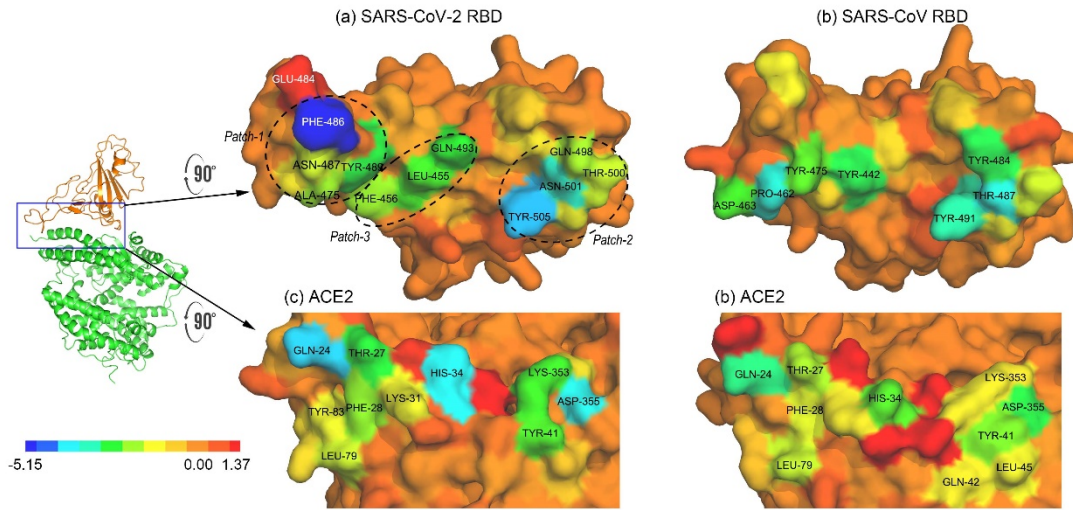 (a) SARS-CoV-2 RBD
(b) SARS-CoV RBD
GLU-484
PHE-486
Patch-1
ASN-487
TYR-489
ALA-475
PHE-456
LEU-455
GLN-493
Patch-3
GLN-498
THR-500
ASN-501
TYR-505
Patch-2
TYR-475
TYR-442
PRO-462
ASP-463
TYR-484
THR-487
TYR-491
90°
90°
(c) ACE2
(b) ACE2
GLN-24
THR-27
HIS-34
LYS-31
PHE-28
TYR-83
LEU-79
LYS-353
ASP-355
TYR-41
GLN-24
THR-27
PHE-28
LEU-79
HIS-34
LYS-353
ASP-355
TYR-41
LEU-45
GLN-42
-5.15
0.00
1.37